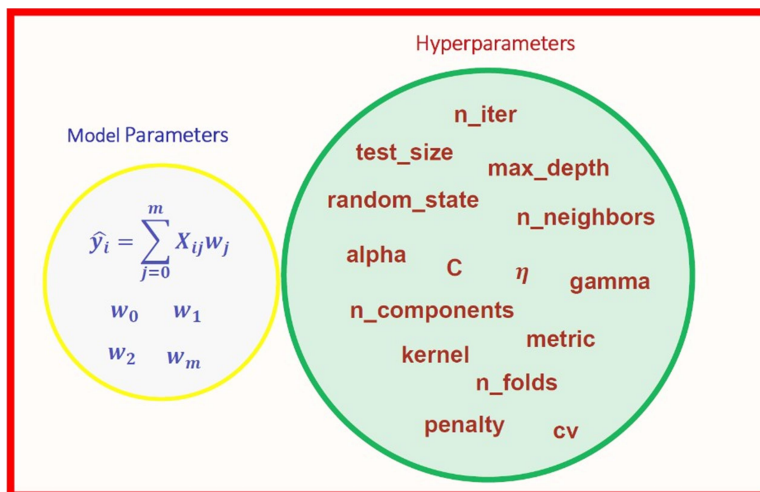 Hyperparameters
Model Parameters
n_iter
test_size
max_depth
random_state
n_neighbors
ŷᵢ = ∑ⱼ₌₀ᵐ Xᵢⱼwⱼ
alpha
C
η
gamma
w₀ w₁
n_components
metric
w₂ wₘ
kernel
n_folds
penalty
cv